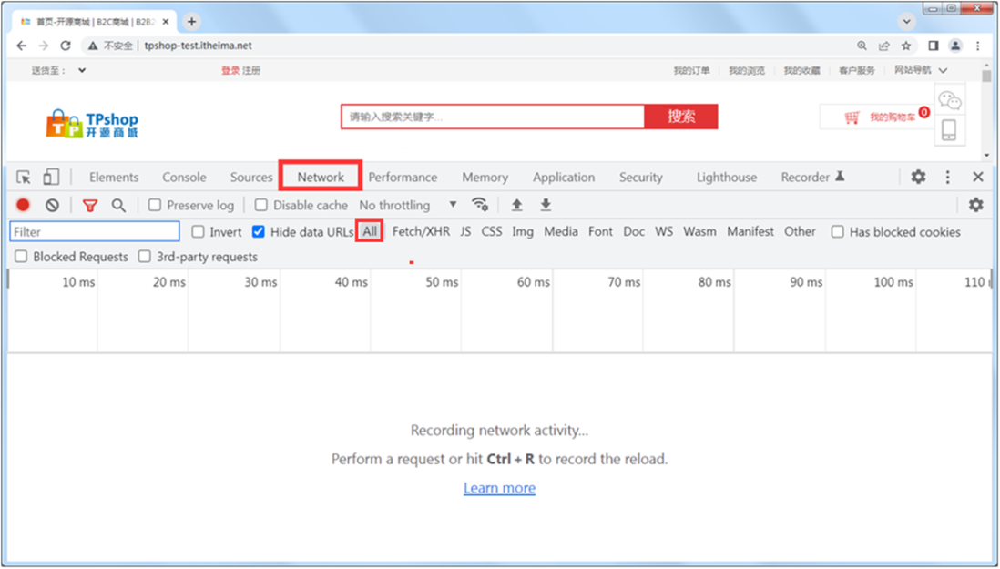 首页-开源商城 | B2C商城 | B2B2
不安全 | tpshop-test.itheima.net
送货至： 登录 注册 我的订单 我的浏览 我的收藏 客户服务 网站导航
TPshop
开源商城
请输入搜索关键字... 搜索 我的购物车 0
Elements Console Sources Network Performance Memory Application Security Lighthouse Recorder
Preserve log Disable cache No throttling
Filter Invert Hide data URLs All Fetch/XHR JS CSS Img Media Font Doc WS Wasm Manifest Other Has blocked cookies
Blocked Requests 3rd-party requests
10 ms 20 ms 30 ms 40 ms 50 ms 60 ms 70 ms 80 ms 90 ms 100 ms 110
Recording network activity...
Perform a request or hit Ctrl + R to record the reload.
Learn more